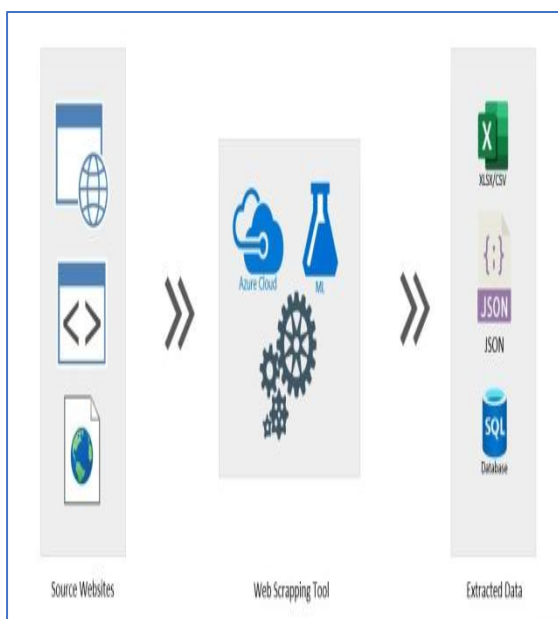 X
XLSX/CSV
Azure Cloud
ML
{;}
JSON
JSON
SQL
Database
Source Websites
Web Scrapping Tool
Extracted Data